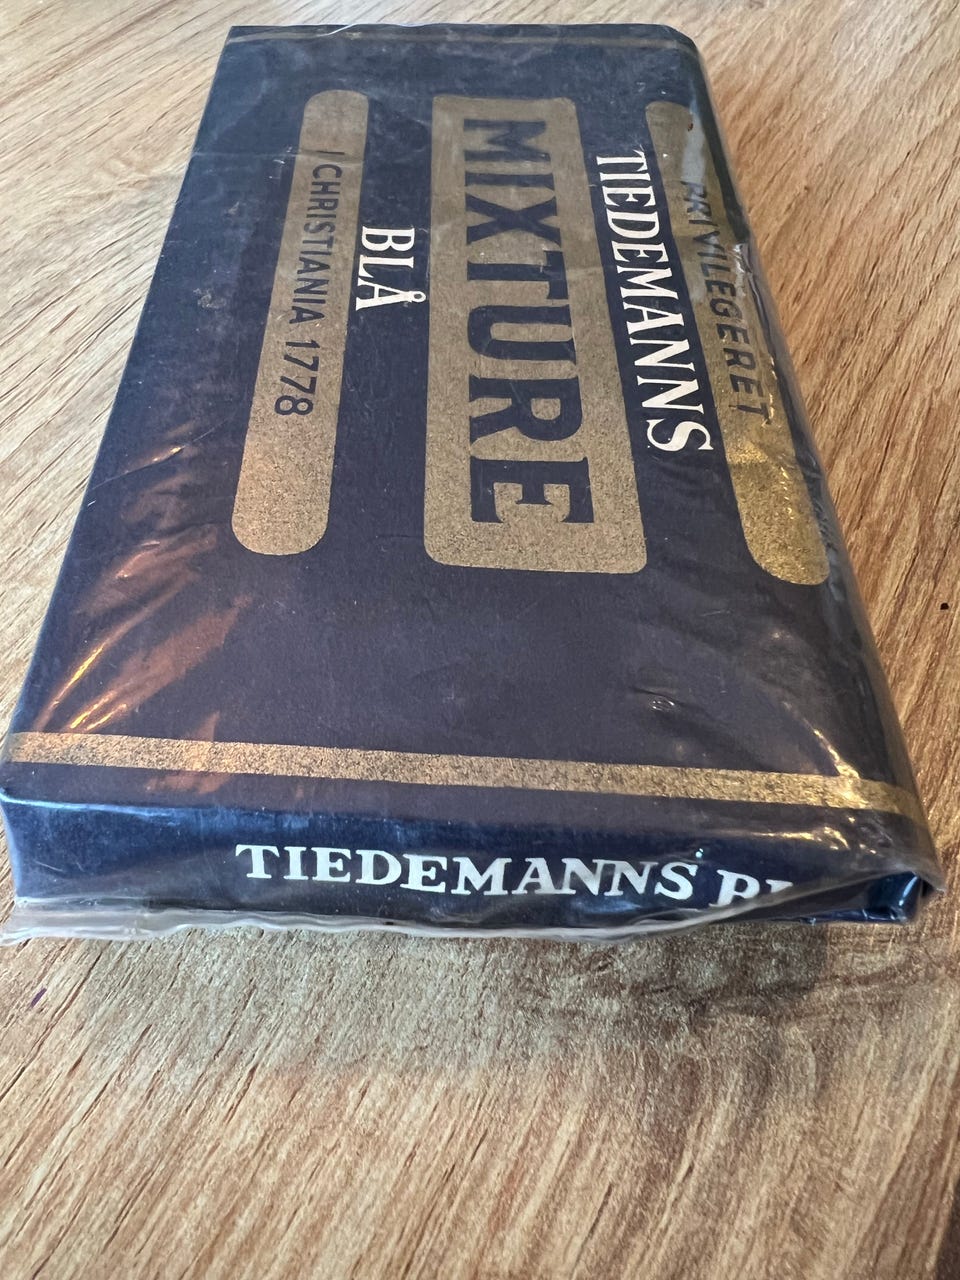 PRIVILEGERET
TIEDEMANNS
MIXTURE
BLÅ
I CHRISTIANIA 1778
TIEDEMANNS